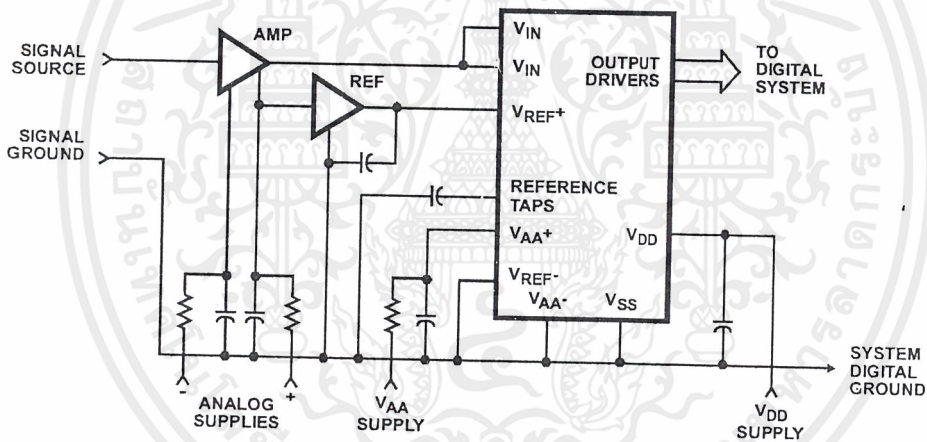 AMP
SIGNAL
SOURCE
REF
SIGNAL
GROUND
VIN
VIN
VREF+
REFERENCE
TAPS
VAA+
VREF-
VAA-
VSS
VDD
OUTPUT
DRIVERS
TO
DIGITAL
SYSTEM
-
ANALOG
SUPPLIES
+
VAA
SUPPLY
VDD
SUPPLY
SYSTEM
DIGITAL
GROUND